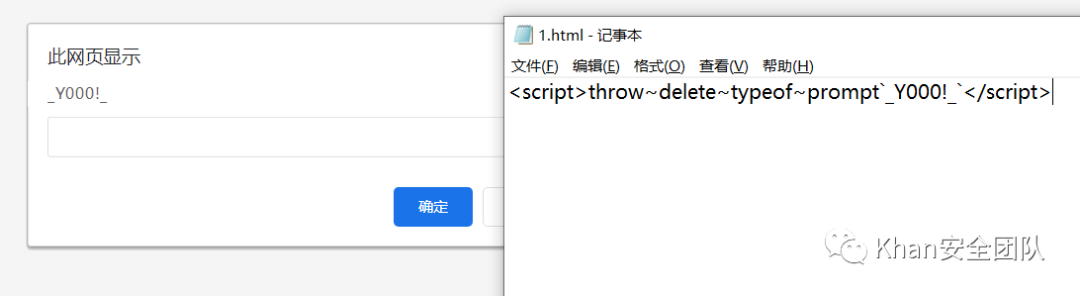 此网页显示
_Y000!_
确定
1.html - 记事本
文件(F) 编辑(E) 格式(O) 查看(V) 帮助(H)
<script>throw~delete~typeof~prompt`_Y000!_`</script>
Khan安全团队